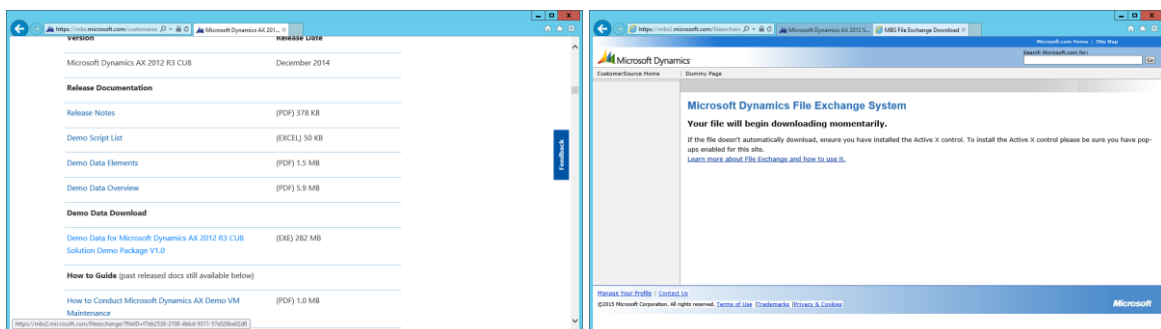 https://mbs.microsoft.com/customersc
Microsoft Dynamics AX 201...
Version Release Date
Microsoft Dynamics AX 2012 R3 CU8 December 2014
Release Documentation
Release Notes (PDF) 378 KB
Demo Script List (EXCEL) 50 KB
Demo Data Elements (PDF) 1.5 MB
Demo Data Overview (PDF) 5.9 MB
Demo Data Download
Demo Data for Microsoft Dynamics AX 2012 R3 CU8 (EXE) 282 MB
Solution Demo Package V1.0
How to Guide (past released docs still available below)
How to Conduct Microsoft Dynamics AX Demo VM (PDF) 1.0 MB
Maintenance
Feedback
https://mbs2.microsoft.com/fileexchan
Microsoft Dynamics AX 2012 S...
MBS File Exchange Download
Microsoft.com Home | Site Map
Microsoft Dynamics
Search Microsoft.com for:
Go
CustomerSource Home Dummy Page
Microsoft Dynamics File Exchange System
Your file will begin downloading momentarily.
If the file doesn't automatically download, ensure you have installed the Active X control. To install the Active X control please be sure you have pop-
ups enabled for this site.
Learn more about File Exchange and how to use it.
Manage Your Profile | Contact Us
©2015 Microsoft Corporation. All rights reserved. Terms of Use |Trademarks |Privacy & Cookies
Microsoft